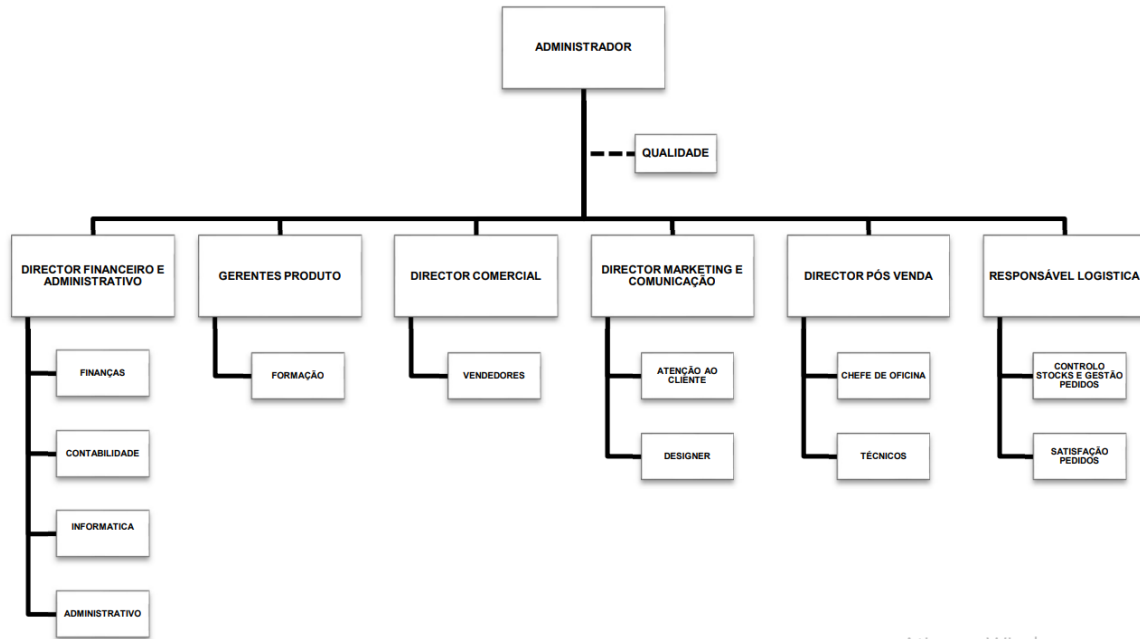 ADMINISTRADOR
QUALIDADE
DIRECTOR FINANCEIRO E
ADMINISTRATIVO
GERENTES PRODUTO
DIRECTOR COMERCIAL
DIRECTOR MARKETING E
COMUNICAÇÃO
DIRECTOR PÓS VENDA
RESPONSÁVEL LOGISTICA
FINANÇAS
FORMAÇÃO
VENDEDORES
ATENÇÃO AO
CLIENTE
CHEFE DE OFICINA
CONTROLO
STOCKS E GESTÃO
PEDIDOS
CONTABILIDADE
DESIGNER
TÉCNICOS
SATISFAÇÃO
PEDIDOS
INFORMATICA
ADMINISTRATIVO